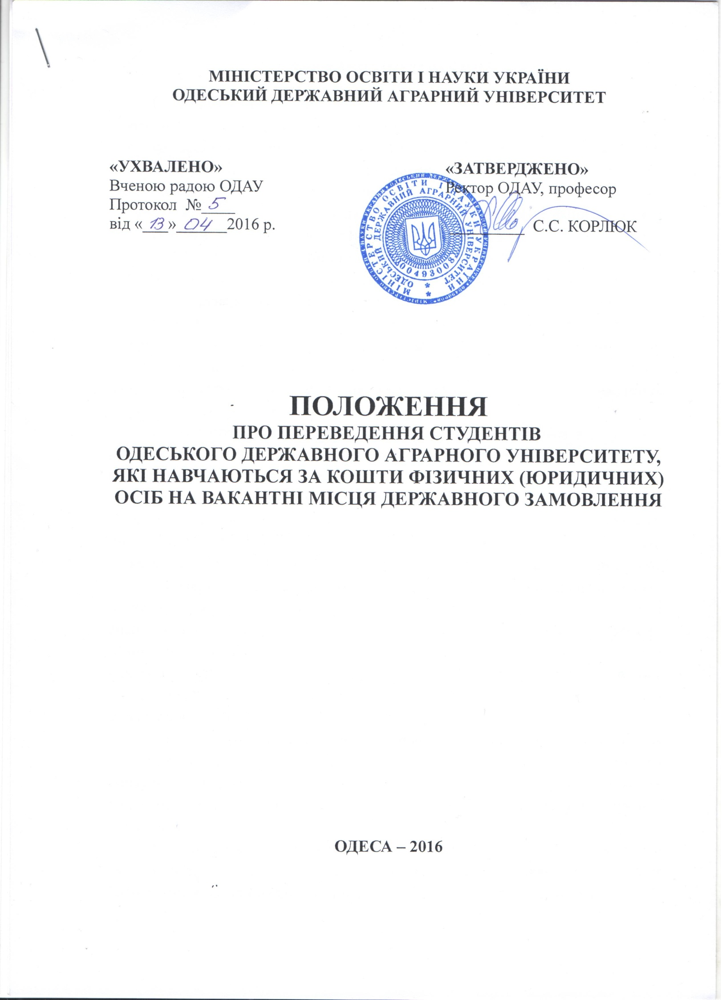 МІНІСТЕРСТВО ОСВІТИ І НАУКИ УКРАЇНИ
ОДЕСЬКИЙ ДЕРЖАВНИЙ АГРАРНИЙ УНІВЕРСИТЕТ
«УХВАЛЕНО»
Вченою радою ОДАУ
Протокол № 5
від «13» 04 2016 р.
«ЗАТВЕРДЖЕНО»
Ректор ОДАУ, професор
С.С. КОРЛЮК
МІНІСТЕРСТВО ОСВІТИ І НАУКИ УКРАЇНИ
ОДЕСЬКИЙ ДЕРЖАВНИЙ АГРАРНИЙ УНІВЕРСИТЕТ
00493008
ПОЛОЖЕННЯ
ПРО ПЕРЕВЕДЕННЯ СТУДЕНТІВ
ОДЕСЬКОГО ДЕРЖАВНОГО АГРАРНОГО УНІВЕРСИТЕТУ,
ЯКІ НАВЧАЮТЬСЯ ЗА КОШТИ ФІЗИЧНИХ (ЮРИДИЧНИХ)
ОСІБ НА ВАКАНТНІ МІСЦЯ ДЕРЖАВНОГО ЗАМОВЛЕННЯ
ОДЕСА – 2016